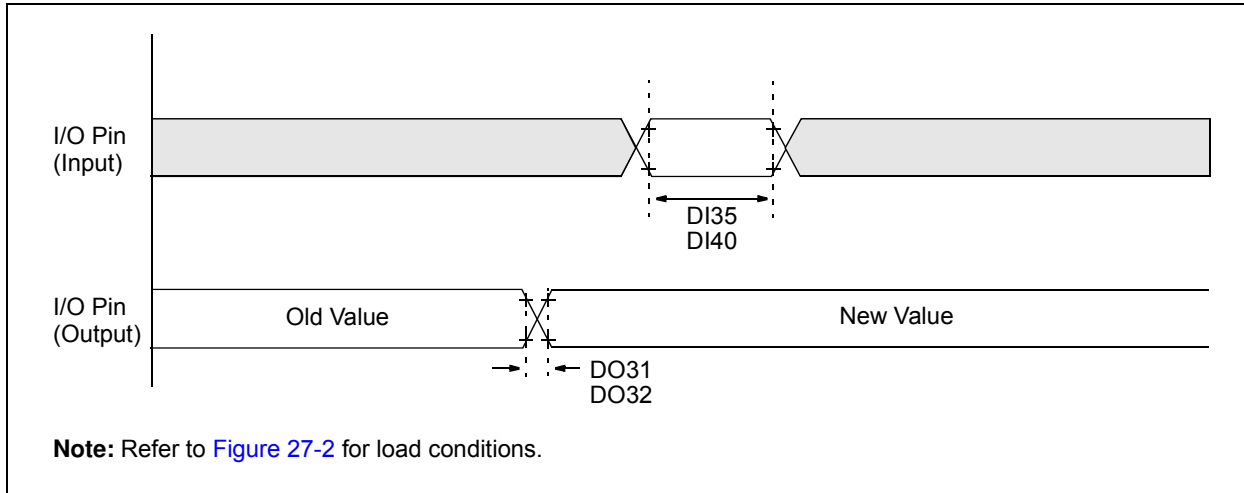 I/O Pin
(Input)
DI35
DI40
I/O Pin
(Output)
Old Value
New Value
DO31
DO32
Note: Refer to Figure 27-2 for load conditions.